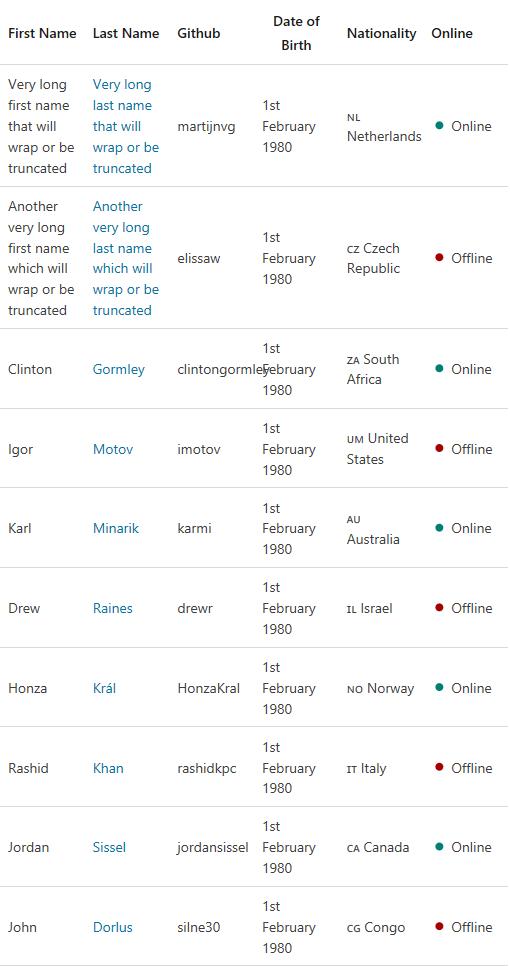 First Name Last Name Github Date of Birth Nationality Online
Very long first name that will wrap or be truncated Very long last name that will wrap or be truncated martijnvg 1st February 1980 NL Netherlands Online
Another very long first name which will wrap or be truncated Another very long last name which will wrap or be truncated elissaw 1st February 1980 CZ Czech Republic Offline
Clinton Gormley clintongormley 1st February 1980 ZA South Africa Online
Igor Motov imotov 1st February 1980 UM United States Offline
Karl Minarik karmi 1st February 1980 AU Australia Online
Drew Raines drewr 1st February 1980 IL Israel Offline
Honza Král HonzaKral 1st February 1980 NO Norway Online
Rashid Khan rashidkpc 1st February 1980 IT Italy Offline
Jordan Sissel jordansissel 1st February 1980 CA Canada Online
John Dorlus silne30 1st February 1980 CG Congo Offline